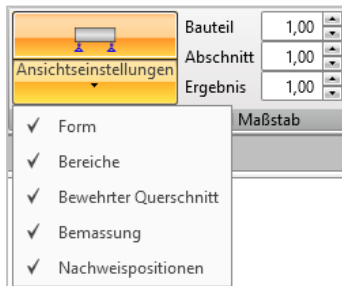 Bauteil 1,00
Ansichtseinstellungen
Abschnitt 1,00
Ergebnis 1,00
Maßstab
Form
Bereiche
Bewehrter Querschnitt
Bemassung
Nachweispositionen